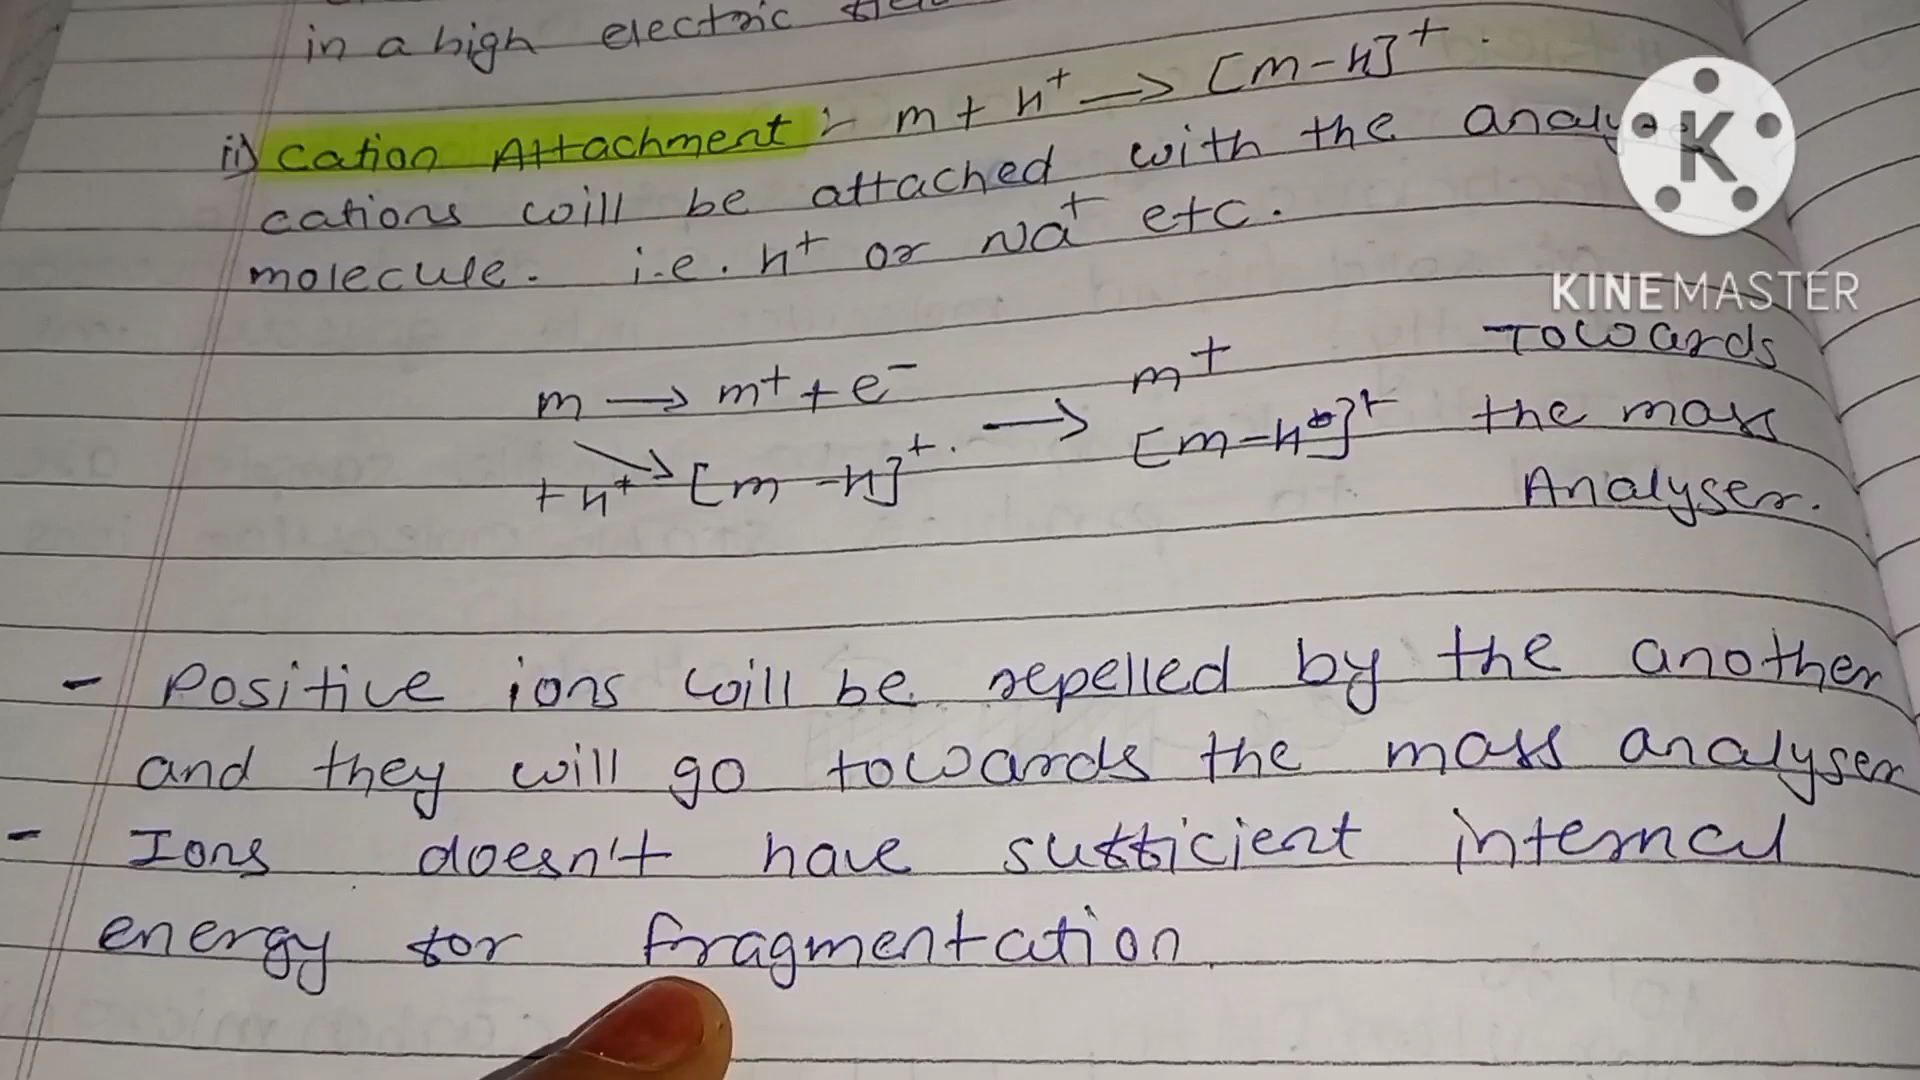 in a high electric
ii) Cation Attachment :- m + H⁺ → [m-H]⁺·
cations will be attached with the
molecule. i.e. H⁺ or Na⁺ etc.
m → m⁺ + e⁻ → m⁺ Towards
+ H⁺ [m-H]⁺· [m-H]⁺ the mass
Analyser.
- Positive ions will be repelled by the another
and they will go towards the mass analyser
- Ions doesn't have sufficient internal
energy for fragmentation
K
KINEMASTER